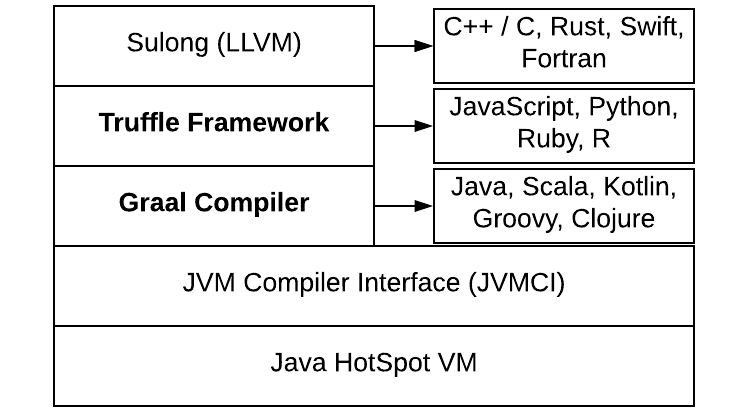 Sulong (LLVM)
C++ / C, Rust, Swift,
Fortran
Truffle Framework
JavaScript, Python,
Ruby, R
Graal Compiler
Java, Scala, Kotlin,
Groovy, Clojure
JVM Compiler Interface (JVMCI)
Java HotSpot VM